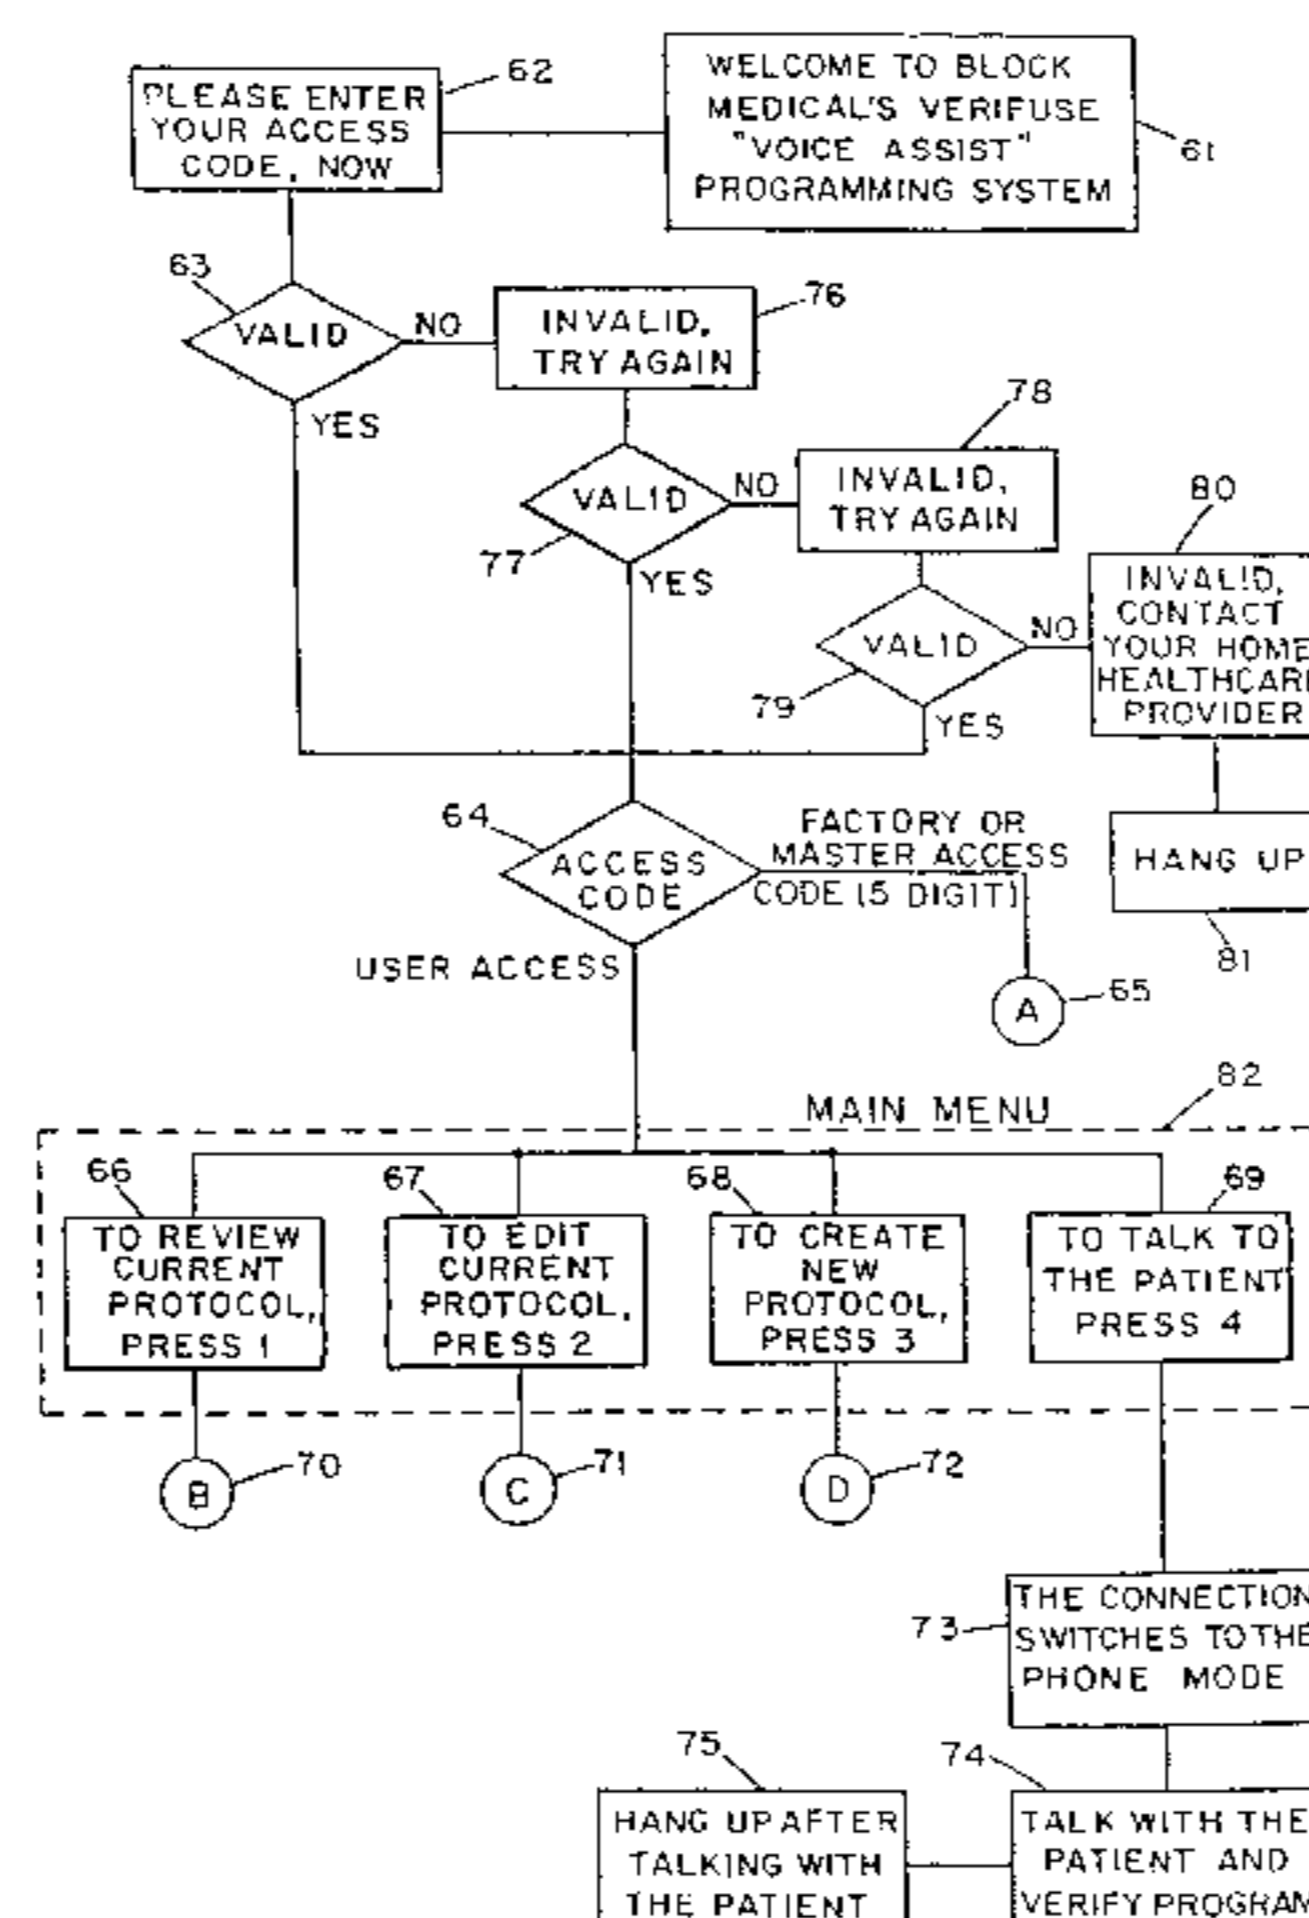 62
PLEASE ENTER
YOUR ACCESS
CODE, NOW
WELCOME TO BLOCK
MEDICAL'S VERIFUSE
"VOICE ASSIST"
PROGRAMMING SYSTEM
61
63
VALID
NO
YES
76
INVALID,
TRY AGAIN
77
VALID
NO
YES
78
INVALID,
TRY AGAIN
79
VALID
NO
YES
80
INVALID,
CONTACT
YOUR HOME
HEALTHCARE
PROVIDER
HANG UP
81
64
ACCESS
CODE
FACTORY OR
MASTER ACCESS
CODE (5 DIGIT)
USER ACCESS
A
65
MAIN MENU
82
66
TO REVIEW
CURRENT
PROTOCOL,
PRESS 1
67
TO EDIT
CURRENT
PROTOCOL,
PRESS 2
68
TO CREATE
NEW
PROTOCOL,
PRESS 3
69
TO TALK TO
THE PATIENT
PRESS 4
B
70
C
71
D
72
73
THE CONNECTION
SWITCHES TO THE
PHONE MODE
75
HANG UP AFTER
TALKING WITH
THE PATIENT
74
TALK WITH THE
PATIENT AND
VERIFY PROGRAM